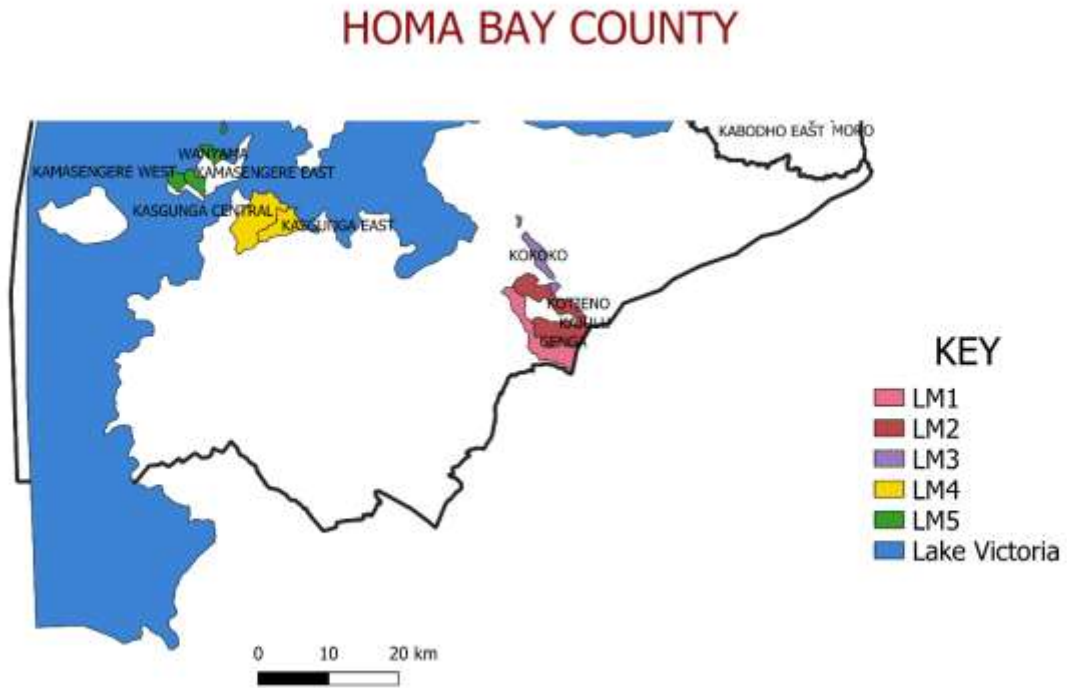 HOMA BAY COUNTY
KABODHO EAST MORO
WANYAMA
KAMASENGERE WEST KAMASENGERE EAST
KASGUNGA CENTRAL
KASGUNGA EAST
KOKOKO
KOTIENO
KAJULU
GENGA
KEY
LM1
LM2
LM3
LM4
LM5
Lake Victoria
0 10 20 km